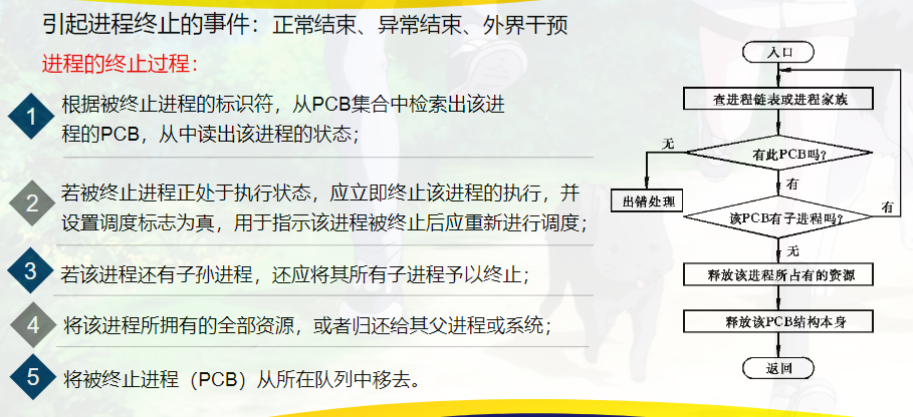 引起进程终止的事件：正常结束、异常结束、外界干预
进程的终止过程：
1
根据被终止进程的标识符，从PCB集合中检索出该进
程的PCB，从中读出该进程的状态；
2
若被终止进程正处于执行状态，应立即终止该进程的执行，并
设置调度标志为真，用于指示该进程被终止后应重新进行调度；
3
若该进程还有子孙进程，还应将其所有子进程予以终止；
4
将该进程所拥有的全部资源，或者归还给其父进程或系统；
5
将被终止进程（PCB）从所在队列中移去。
入口
查进程链表或进程家族
无
有此PCB吗?
有
出错处理
该PCB有子进程吗?
有
无
释放该进程所占有的资源
释放该PCB结构本身
返回